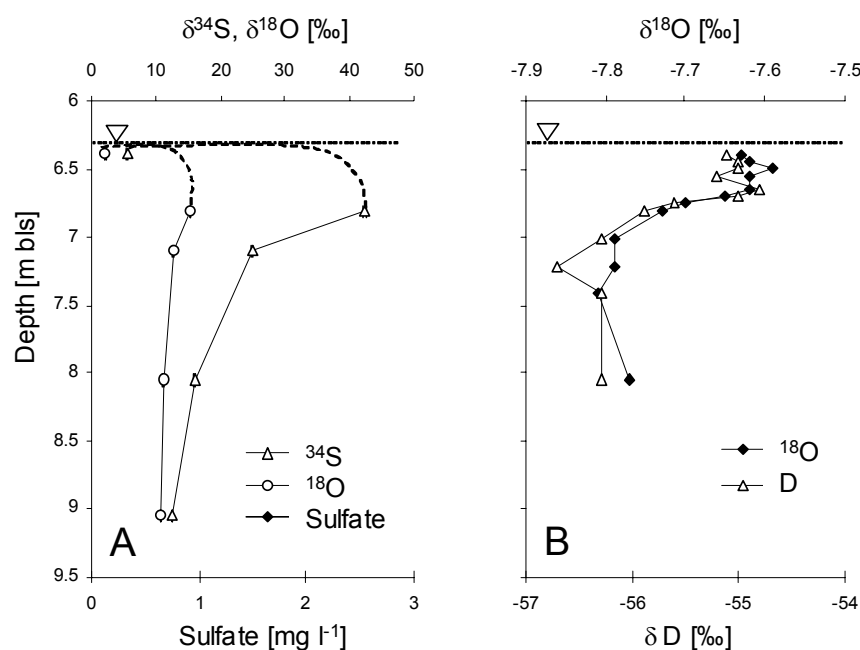 δ³⁴S, δ¹⁸O [‰]
0 10 20 30 40 50
6
6.5
7
7.5
8
8.5
9
9.5
Depth [m bls]
³⁴S
¹⁸O
Sulfate
A
0 1 2 3
Sulfate [mg l⁻¹]
δ¹⁸O [‰]
-7.9 -7.8 -7.7 -7.6 -7.5
¹⁸O
D
B
-57 -56 -55 -54
δ D [‰]